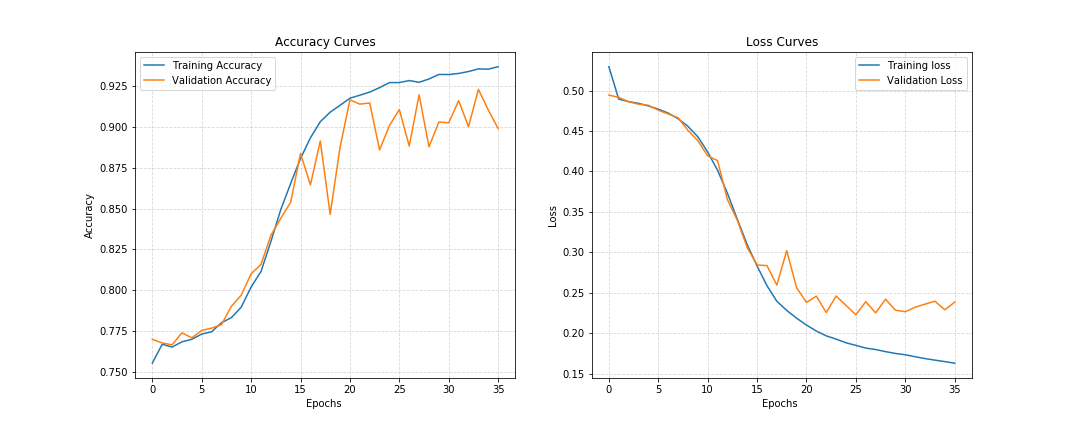 Accuracy Curves
Training Accuracy
Validation Accuracy
0.925
0.900
0.875
0.850
0.825
0.800
0.775
0.750
Accuracy
0 5 10 15 20 25 30 35
Epochs
Loss Curves
Training loss
Validation Loss
0.50
0.45
0.40
0.35
0.30
0.25
0.20
0.15
Loss
0 5 10 15 20 25 30 35
Epochs